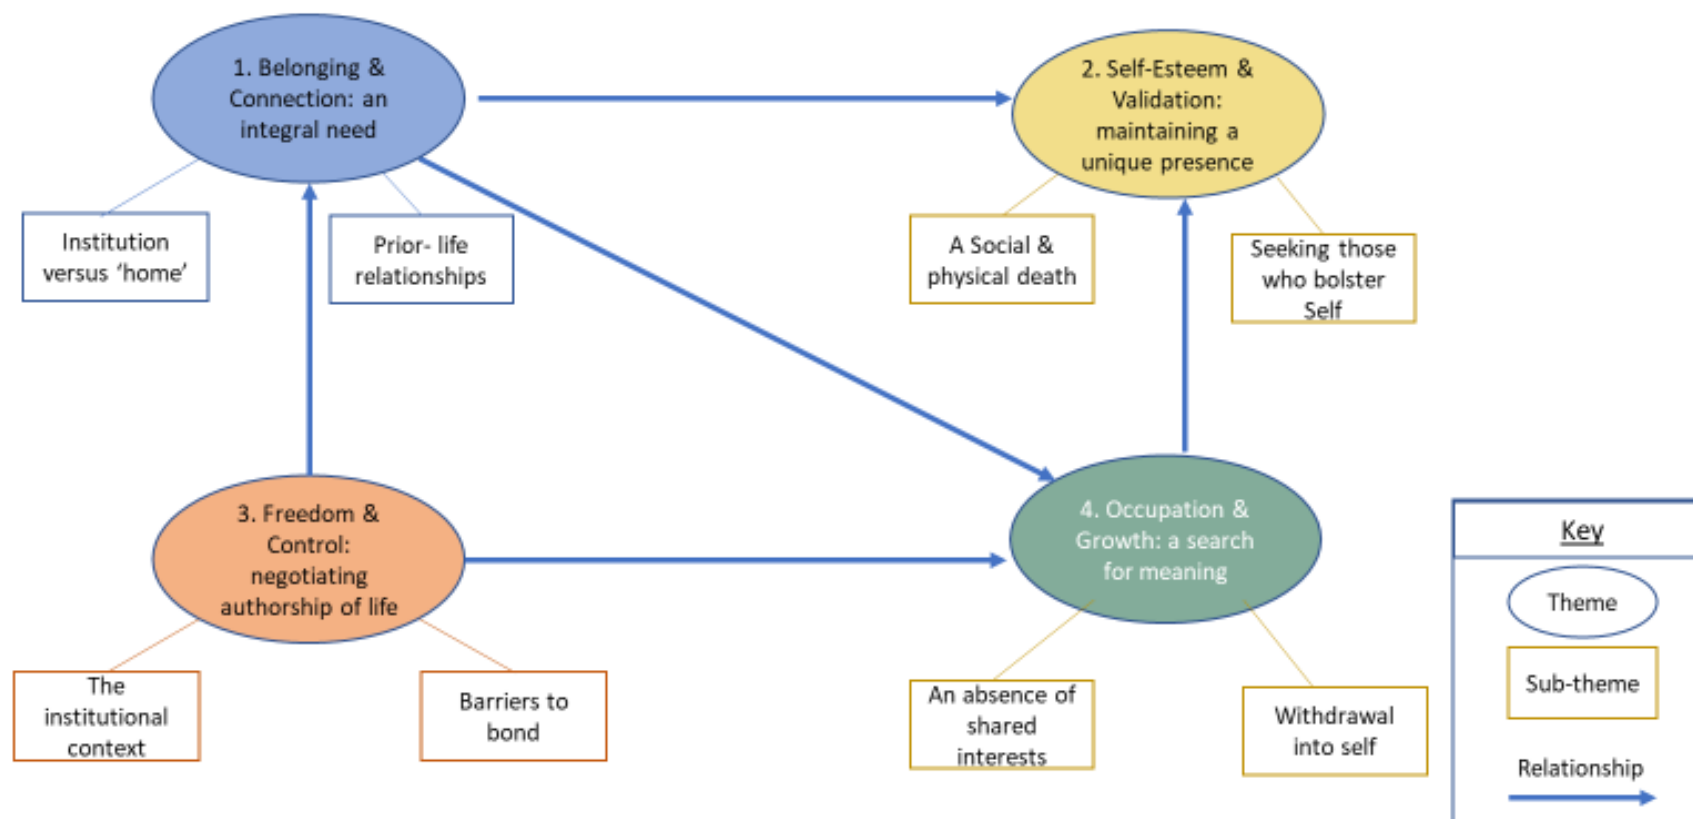 1. Belonging &
Connection: an
integral need
2. Self-Esteem &
Validation:
maintaining a
unique presence
Institution
versus ‘home’
Prior- life
relationships
A Social &
physical death
Seeking those
who bolster
Self
3. Freedom &
Control:
negotiating
authorship of life
4. Occupation &
Growth: a search
for meaning
The
institutional
context
Barriers to
bond
An absence of
shared
interests
Withdrawal
into self
Key
Theme
Sub-theme
Relationship